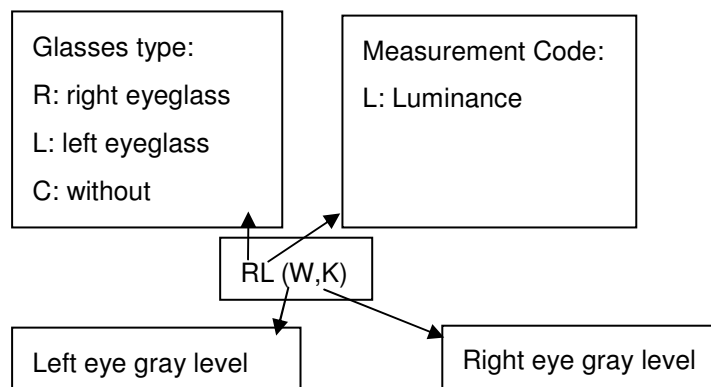 Glasses type:
R: right eyeglass
L: left eyeglass
C: without
Measurement Code:
L: Luminance
RL (W,K)
Left eye gray level
Right eye gray level